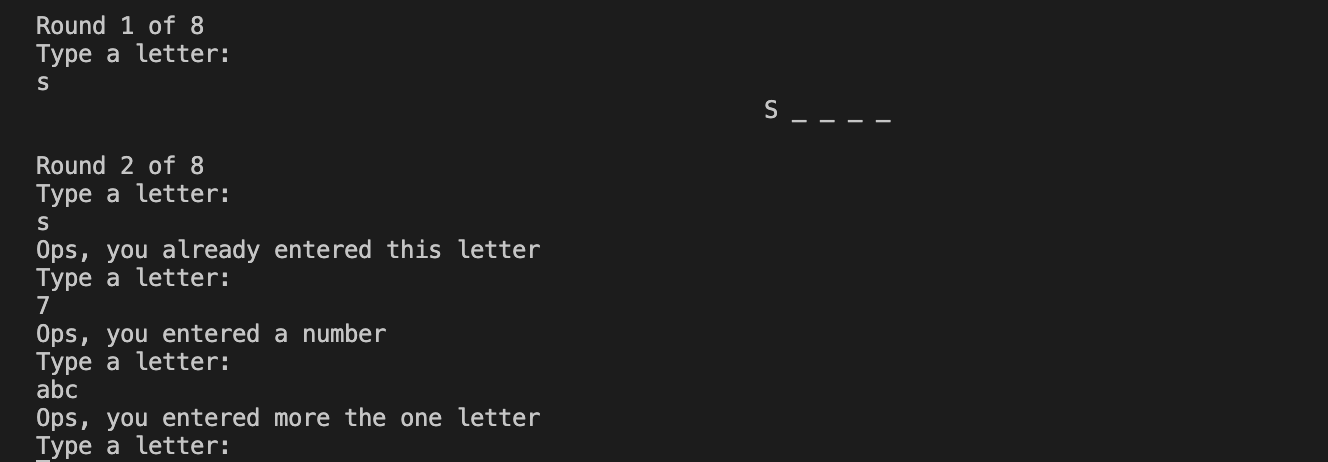 Round 1 of 8
Type a letter:
s
S _ _ _ _
Round 2 of 8
Type a letter:
s
Ops, you already entered this letter
Type a letter:
7
Ops, you entered a number
Type a letter:
abc
Ops, you entered more the one letter
Type a letter: